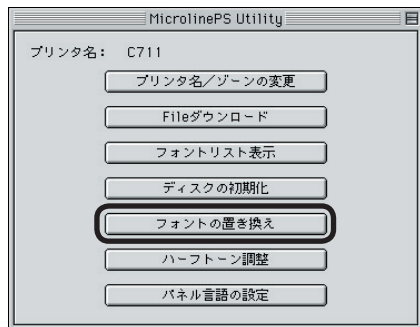 MicrolinePS Utility
プリンタ名： C711
プリンタ名／ゾーンの変更
Fileダウンロード
フォントリスト表示
ディスクの初期化
フォントの置き換え
ハーフトーン調整
パネル言語の設定